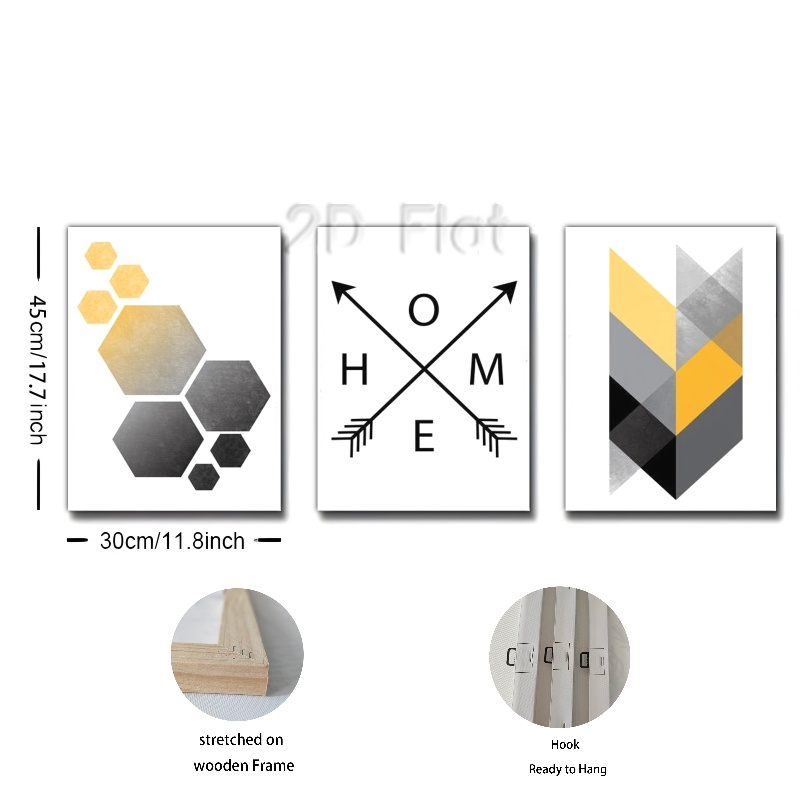 2D Flat
45cm/17.7inch
O
H M
E
30cm/11.8inch
stretched on
wooden Frame
Hook
Ready to Hang